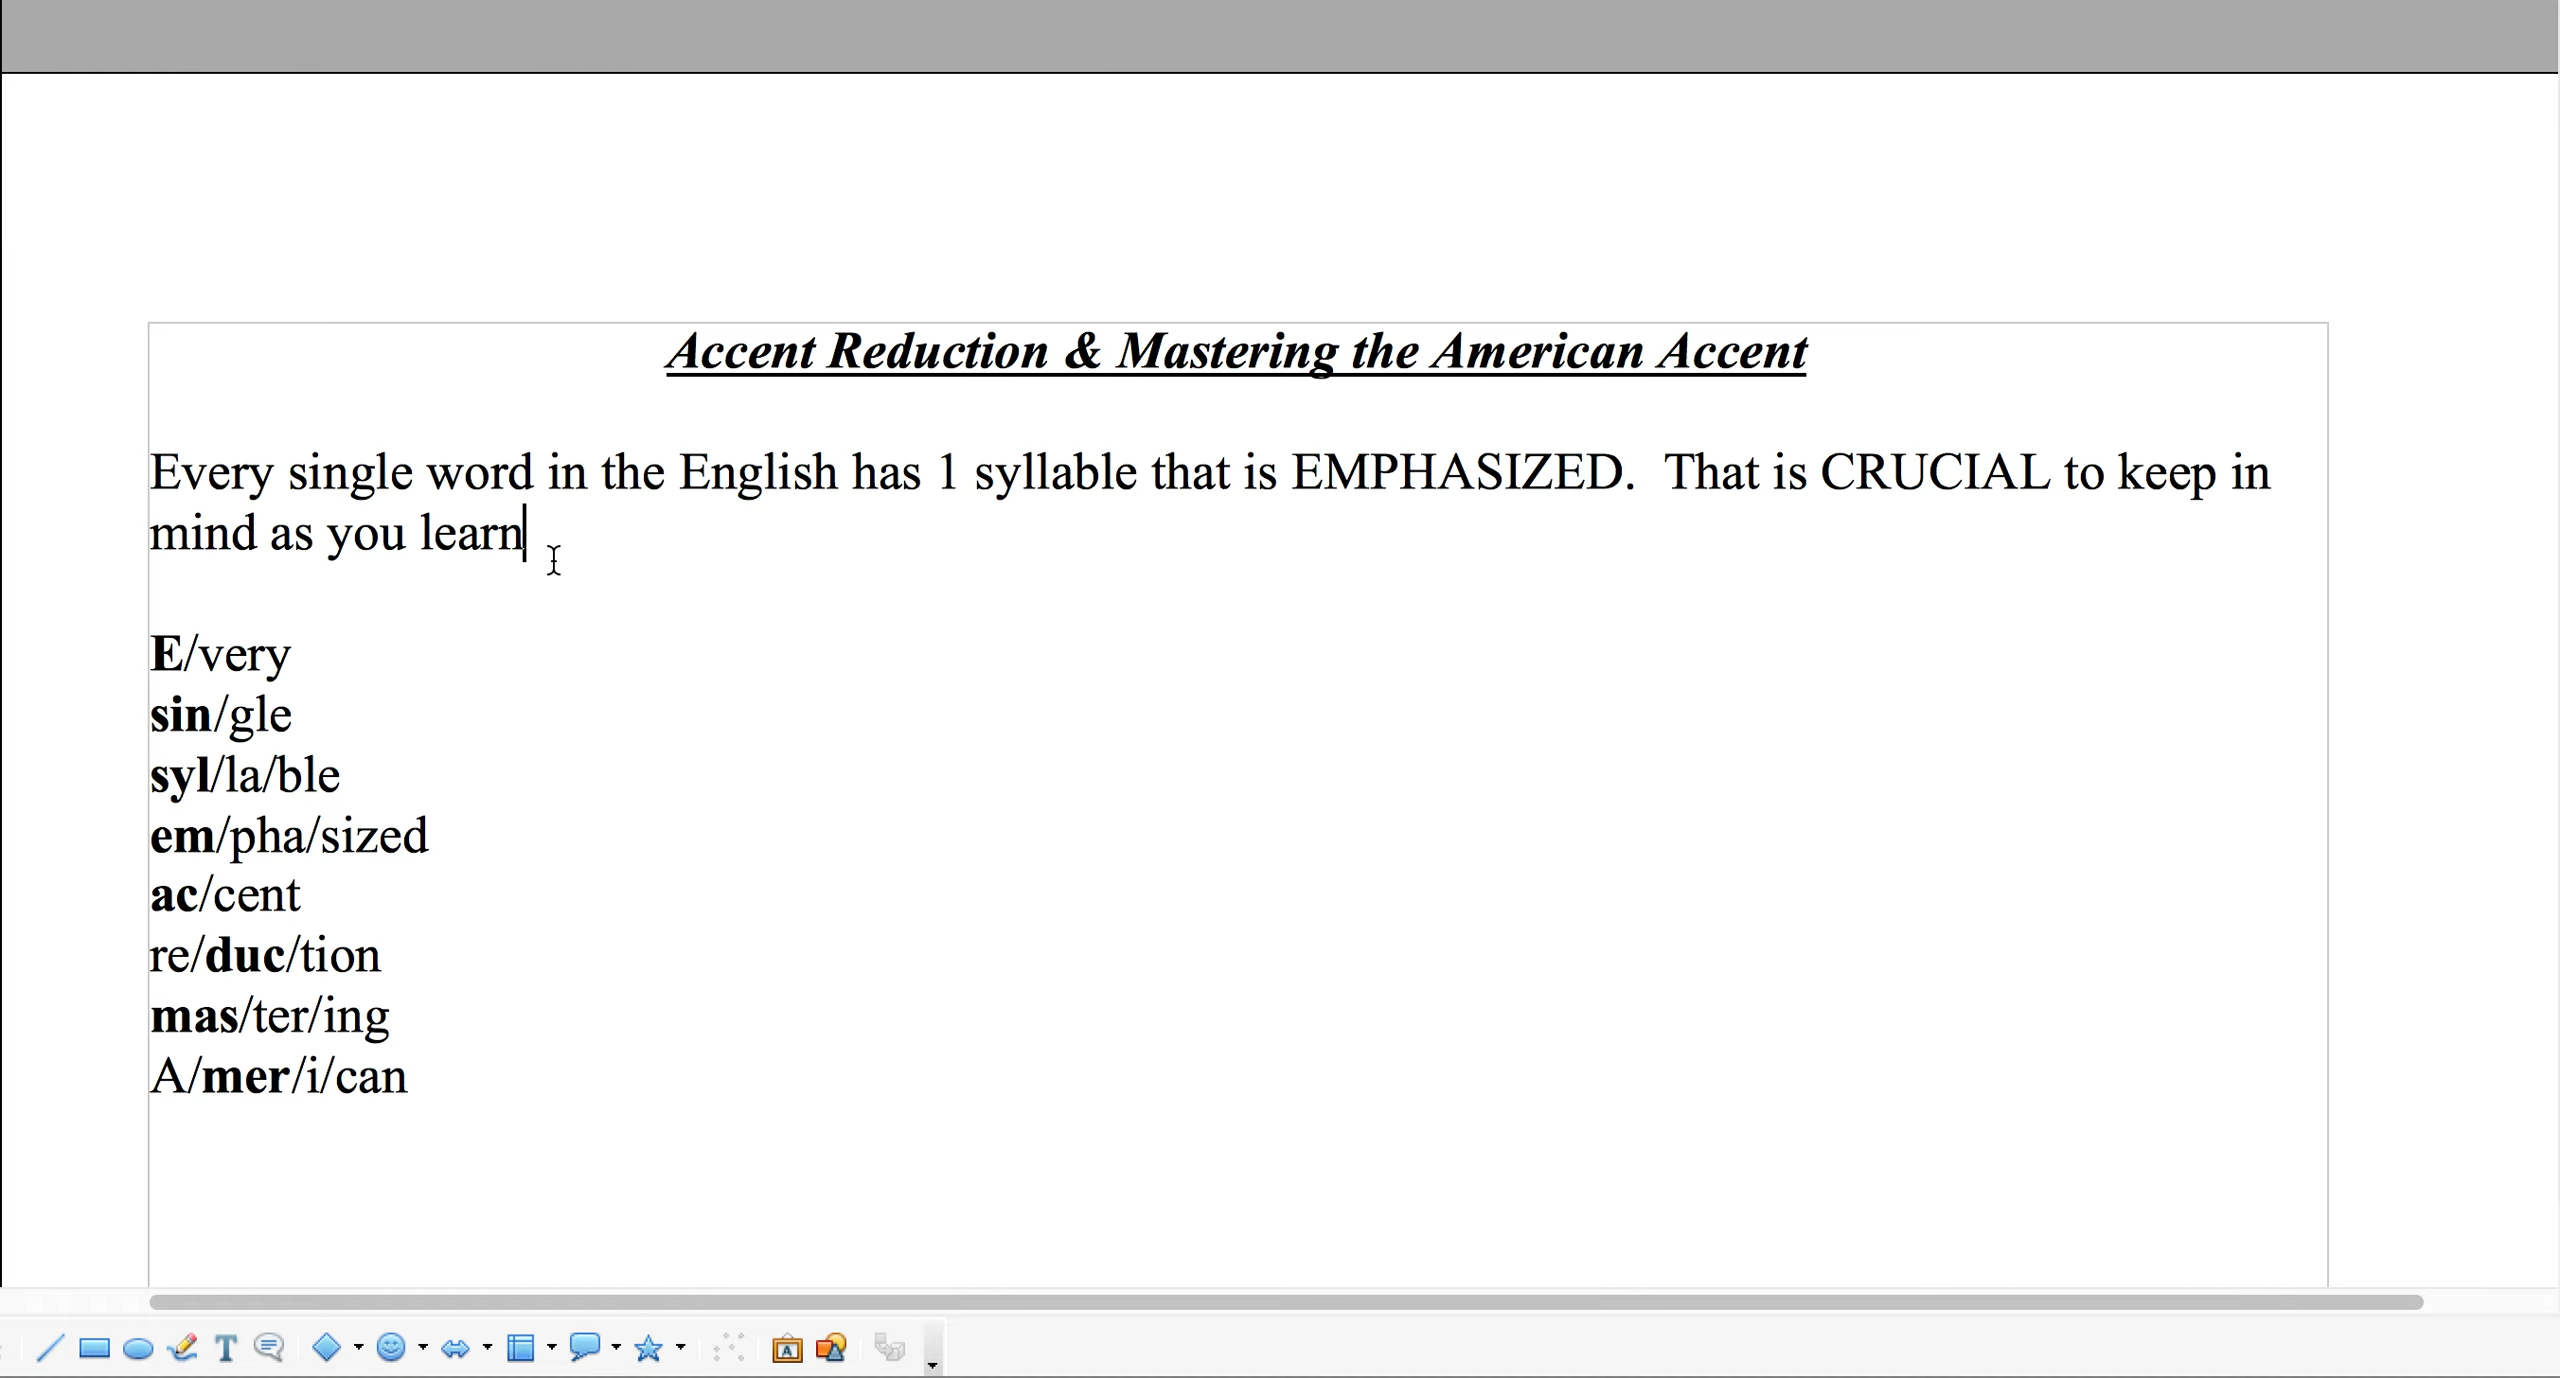 Accent Reduction & Mastering the American Accent
Every single word in the English has 1 syllable that is EMPHASIZED.  That is CRUCIAL to keep in
mind as you learn
E/very
sin/gle
syl/la/ble
em/pha/sized
ac/cent
re/duc/tion
mas/ter/ing
A/mer/i/can